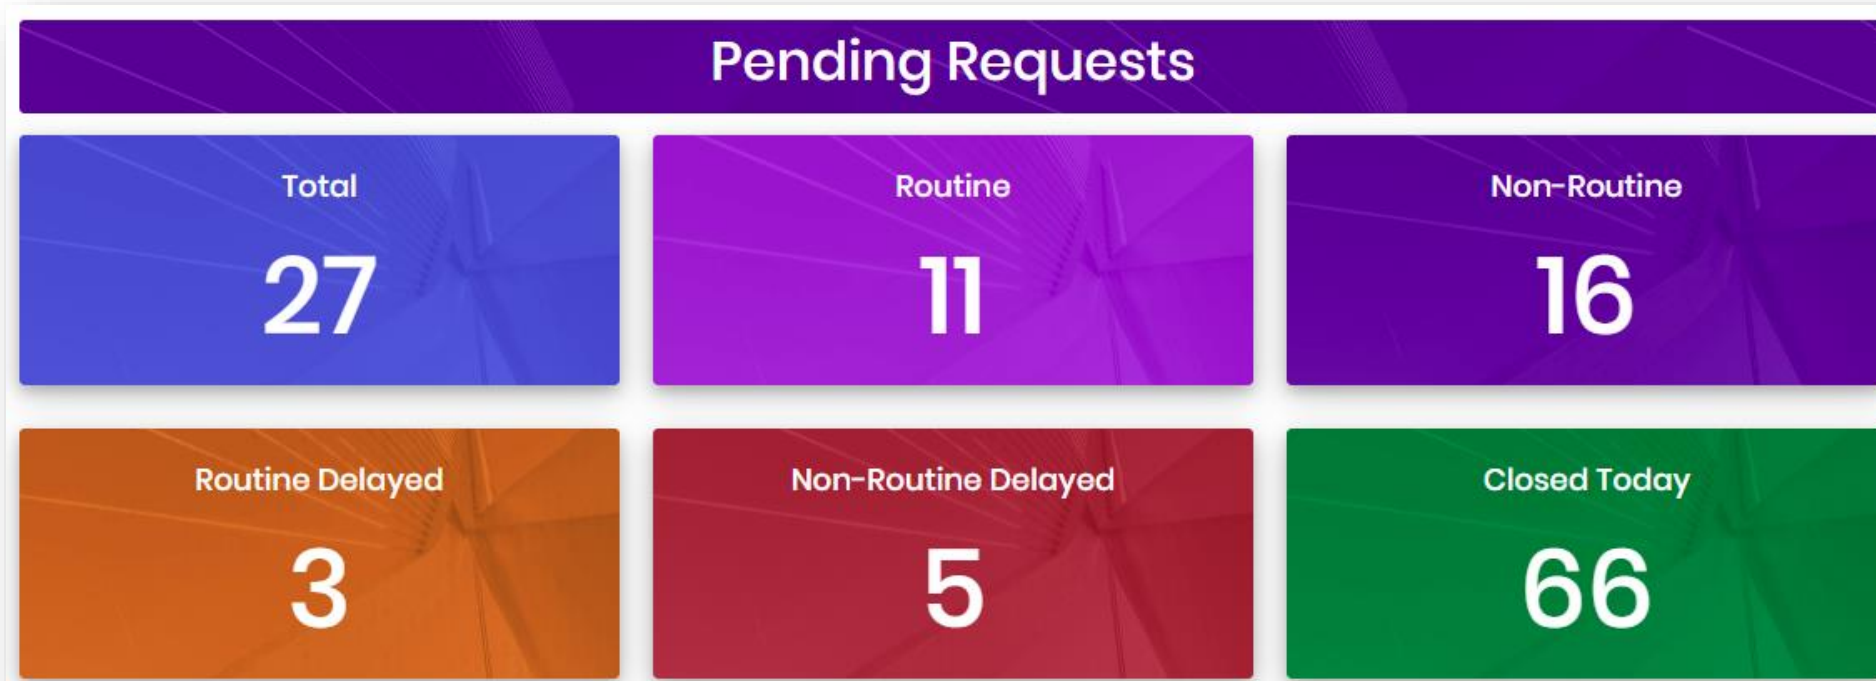 Pending Requests
Total
27
Routine
11
Non-Routine
16
Routine Delayed
3
Non-Routine Delayed
5
Closed Today
66